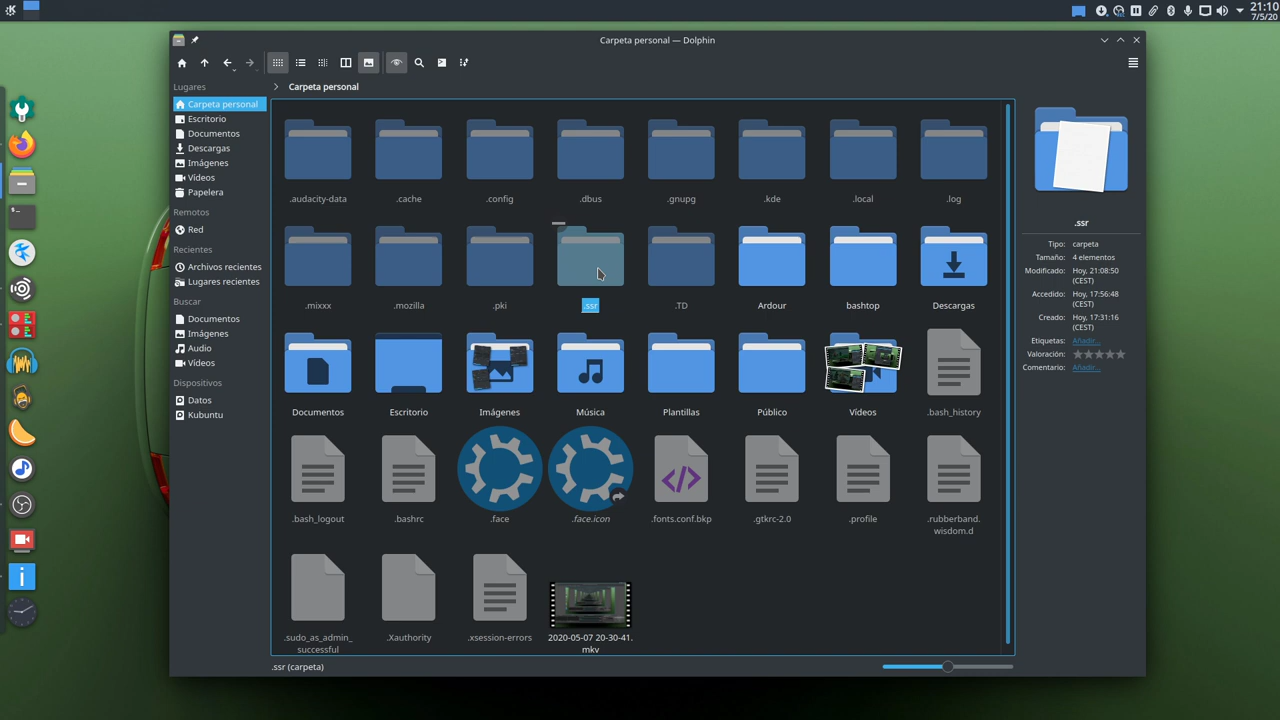 21:10
7/5/20
Carpeta personal — Dolphin
Lugares
Carpeta personal
Escritorio
Documentos
Descargas
Imágenes
Vídeos
Papelera
Remotos
Red
Recientes
Archivos recientes
Lugares recientes
Buscar
Documentos
Imágenes
Audio
Vídeos
Dispositivos
Datos
Kubuntu
Carpeta personal
.audacity-data
.cache
.config
.dbus
.gnupg
.kde
.local
.log
.mixxx
.mozilla
.pki
.ssr
.TD
Ardour
bashtop
Descargas
Documentos
Escritorio
Imágenes
Música
Plantillas
Público
Vídeos
.bash_history
.bash_logout
.bashrc
.face
.face.icon
.fonts.conf.bkp
.gtkrc-2.0
.profile
.rubberband.
wisdom.d
.sudo_as_admin_
successful
.Xauthority
.xsession-errors
2020-05-07 20-30-41.
mkv
.ssr (carpeta)
.ssr
Tipo: carpeta
Tamaño: 4 elementos
Modificado: Hoy, 21:08:50
(CEST)
Accedido: Hoy, 17:56:48
(CEST)
Creado: Hoy, 17:31:16
(CEST)
Etiquetas: Añadir...
Valoración:
Comentario: Añadir...